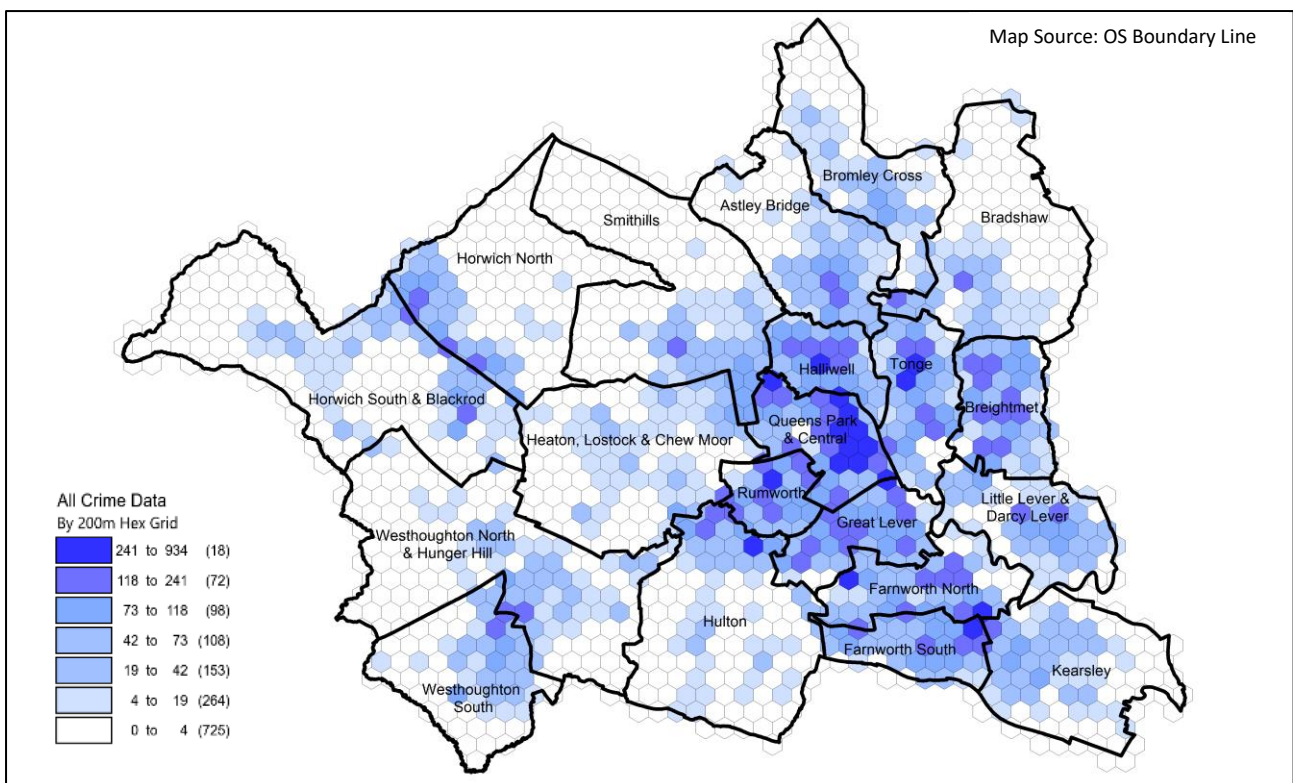 Map Source: OS Boundary Line
Bromley Cross
Astley Bridge
Bradshaw
Smithills
Horwich North
Halliwell
Tonge
Horwich South & Blackrod
Breightmet
Queens Park
& Central
Heaton, Lostock & Chew Moor
Rumworth
Little Lever &
Darcy Lever
Great Lever
Westhoughton North
& Hunger Hill
Farnworth North
Hulton
Farnworth South
Kearsley
Westhoughton
South
All Crime Data
By 200m Hex Grid
241 to 934 (18)
118 to 241 (72)
73 to 118 (98)
42 to 73 (108)
19 to 42 (153)
4 to 19 (264)
0 to 4 (725)